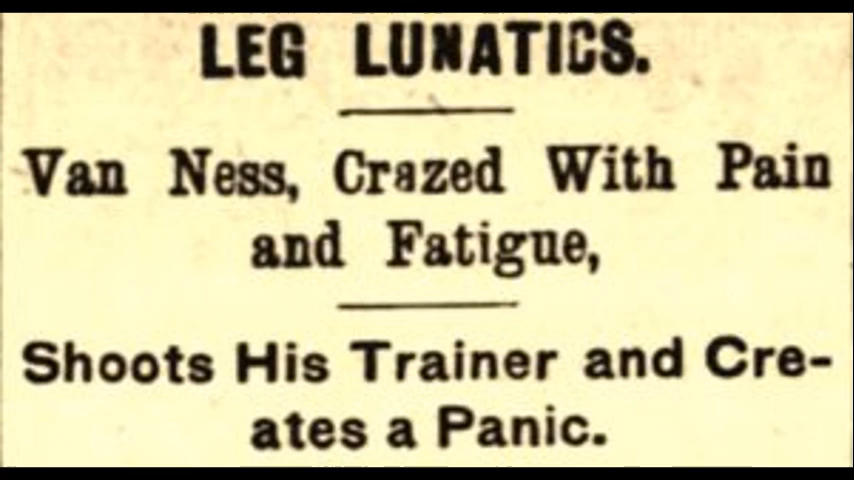 LEG LUNATICS.
Van Ness, Crazed With Pain
and Fatigue,
Shoots His Trainer and Cre-
ates a Panic.